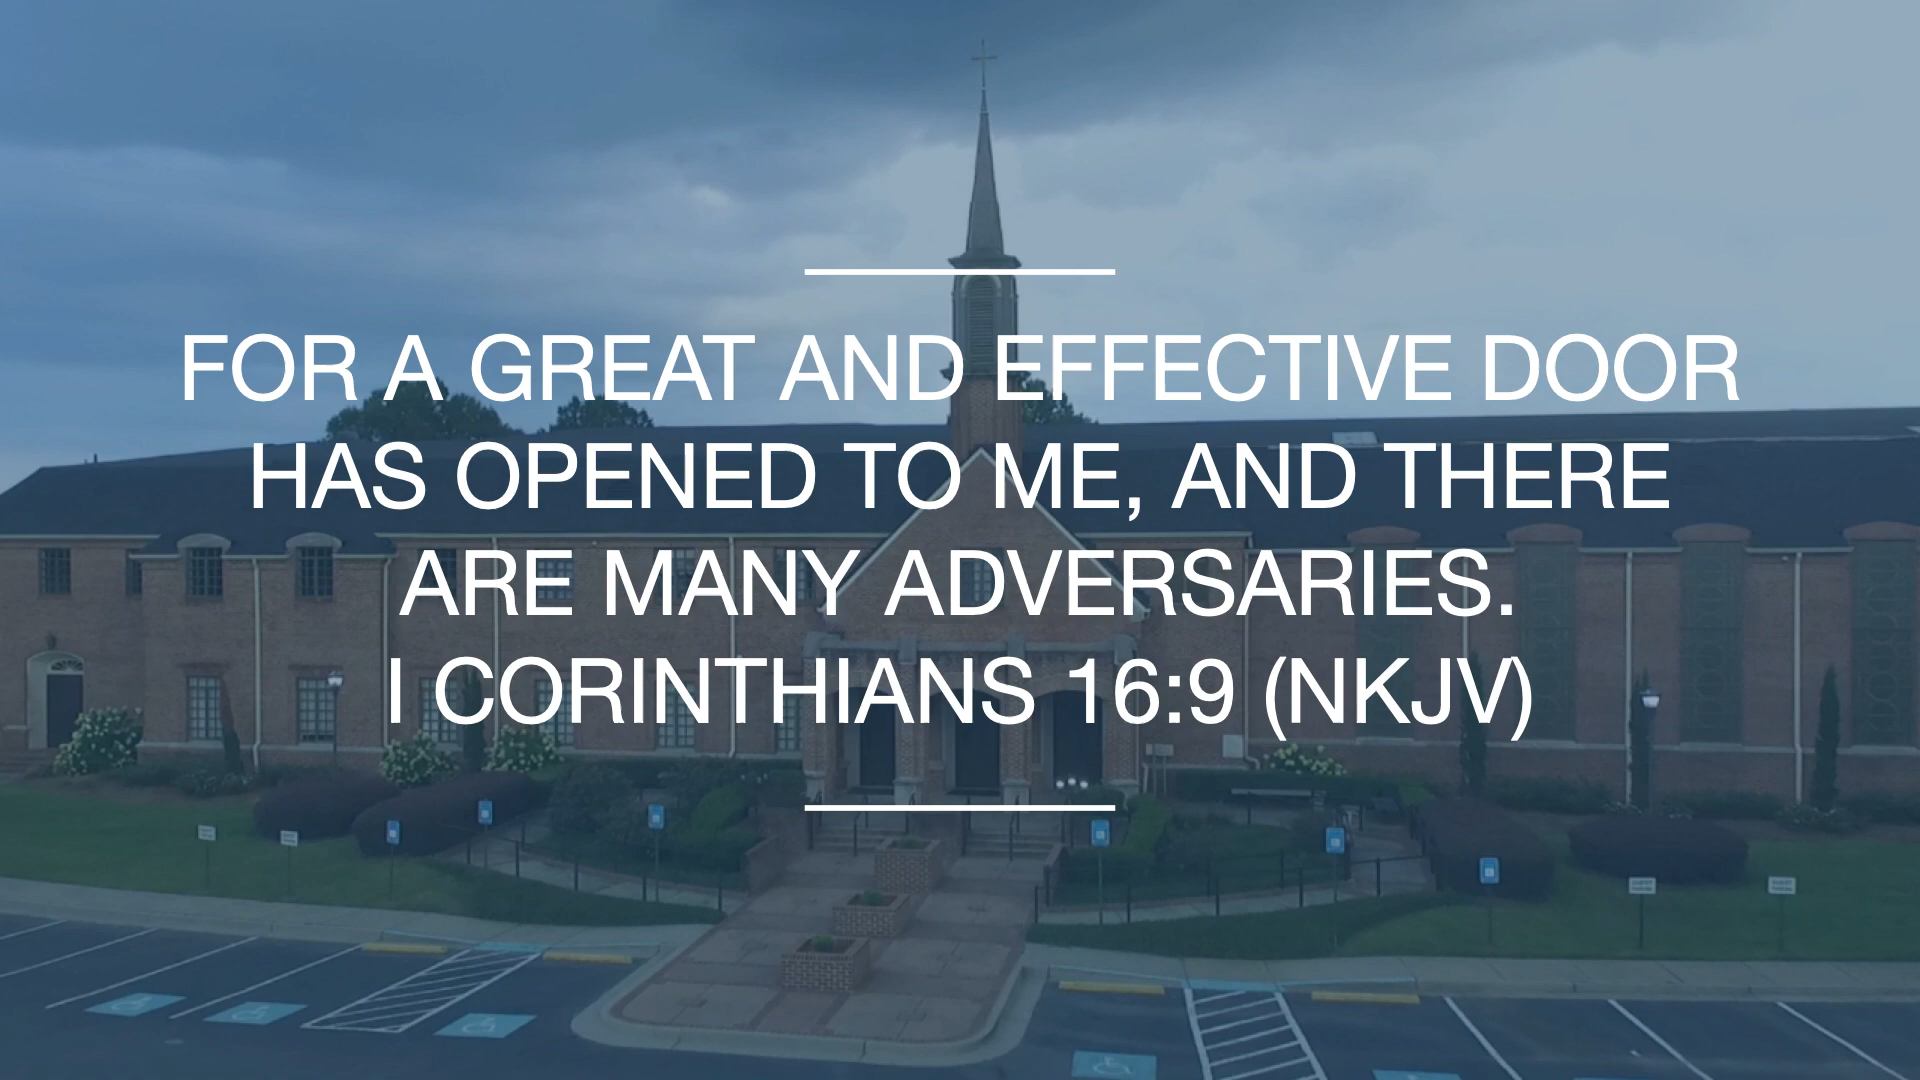 FOR A GREAT AND EFFECTIVE DOOR
HAS OPENED TO ME, AND THERE
ARE MANY ADVERSARIES.
I CORINTHIANS 16:9 (NKJV)